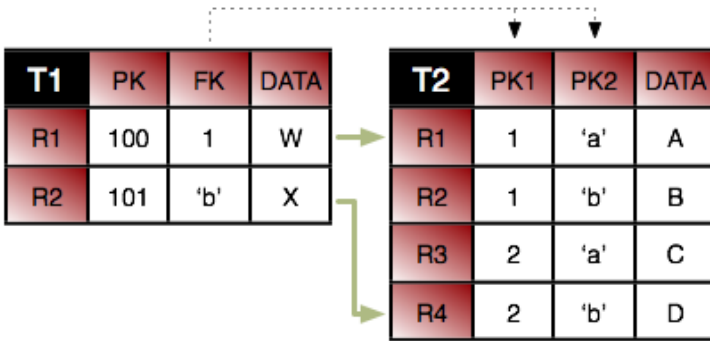 T1 PK FK DATA
R1 100 1 W
R2 101 ‘b’ X
T2 PK1 PK2 DATA
R1 1 ‘a’ A
R2 1 ‘b’ B
R3 2 ‘a’ C
R4 2 ‘b’ D